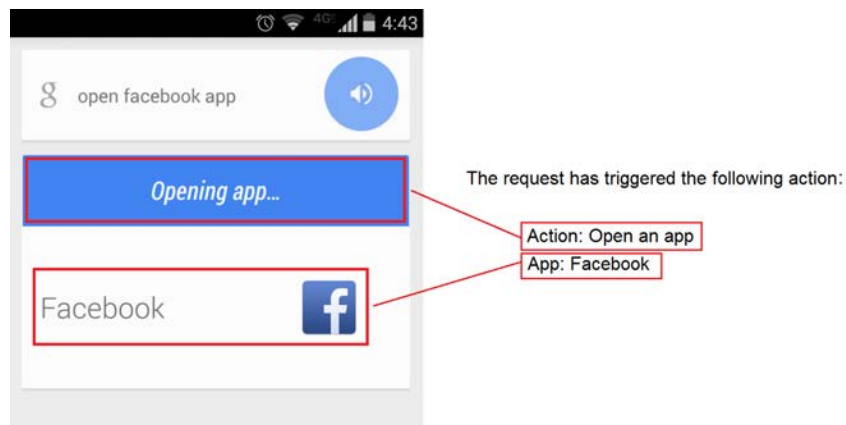 4GE 4:43
g open facebook app
Opening app...
Facebook f
The request has triggered the following action:
Action: Open an app
App: Facebook